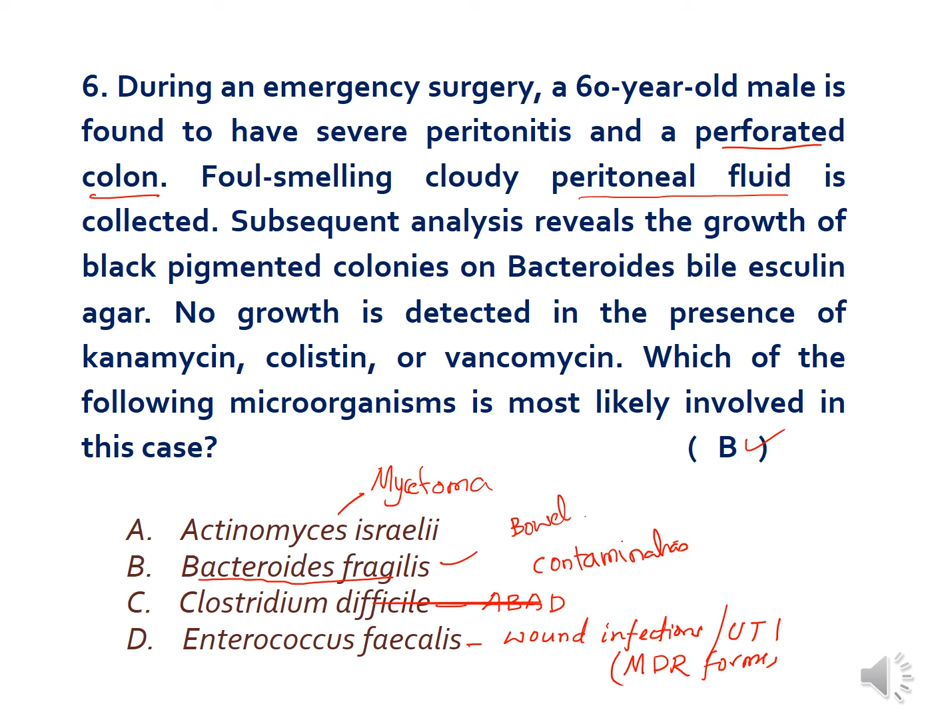 6. During an emergency surgery, a 60-year-old male is
found to have severe peritonitis and a perforated
colon. Foul-smelling cloudy peritoneal fluid is
collected. Subsequent analysis reveals the growth of
black pigmented colonies on Bacteroides bile esculin
agar. No growth is detected in the presence of
kanamycin, colistin, or vancomycin. Which of the
following microorganisms is most likely involved in
this case? ( B )
Mycetoma
A. Actinomyces israelii
Bowel
B. Bacteroides fragilis
contamination
C. Clostridium difficile - ABAD
D. Enterococcus faecalis - wound infections / UTI
(MDR forms